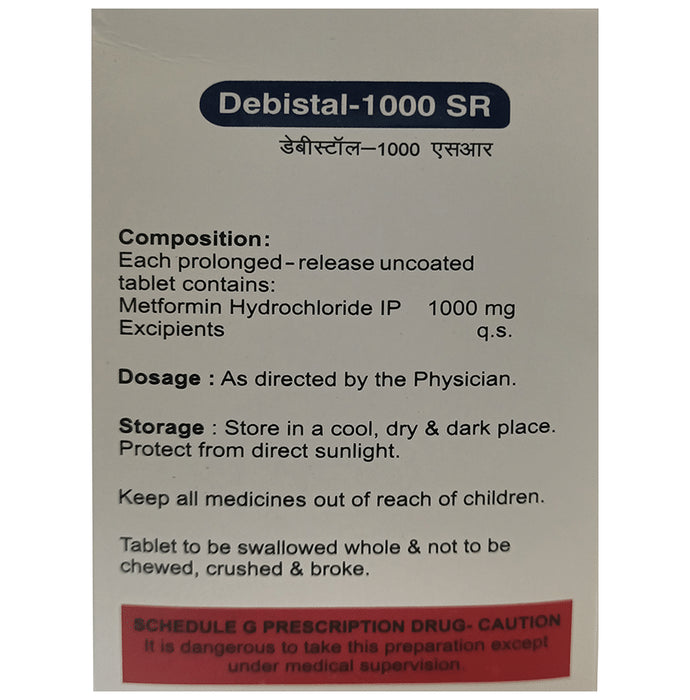 Debistal-1000 SR
डेबीस्टॉल–1000 एसआर
Composition:
Each prolonged-release uncoated
tablet contains:
Metformin Hydrochloride IP 1000 mg
Excipients q.s.
Dosage : As directed by the Physician.
Storage : Store in a cool, dry & dark place.
Protect from direct sunlight.
Keep all medicines out of reach of children.
Tablet to be swallowed whole & not to be
chewed, crushed & broke.
SCHEDULE G PRESCRIPTION DRUG- CAUTION
It is dangerous to take this preparation except
under medical supervision.